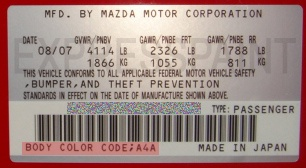 MFD. BY MAZDA MOTOR CORPORATION
GVWR/PNBV GAWR/PNBE FR/AV GAWR/PNBE RR/AR
08/07 4114 LB 2326 LB 1788 LB
1866 KG 1055 KG 811 KG
THIS VEHICLE CONFORMS TO ALL APPLICABLE FEDERAL MOTOR VEHICLE SAFETY
,BUMPER,AND THEFT PREVENTION
STANDARDS IN EFFECT ON THE DATE OF MANUFACTURE SHOWN ABOVE.
TYPE: PASSENGER
BODY COLOR CODE:A4A MADE IN JAPAN